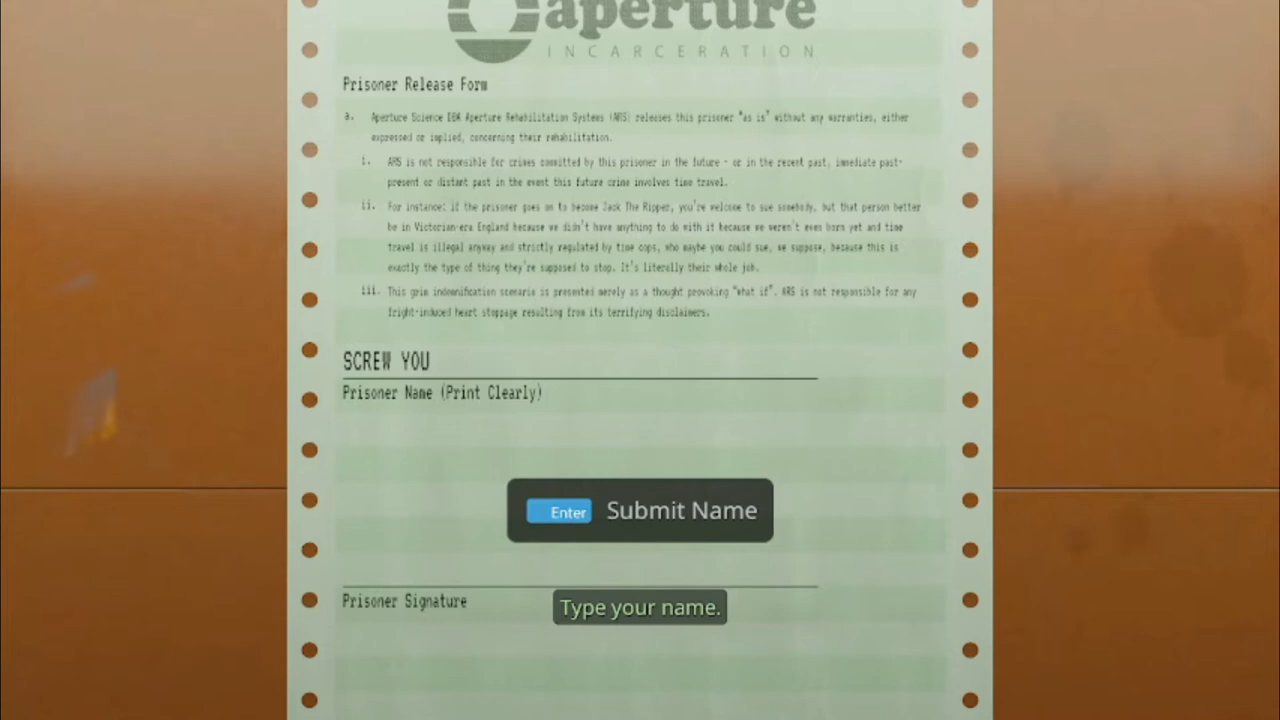 aperture
INCARCERATION
Prisoner Release Form
a. Aperture Science DBA Aperture Rehabilitation Systems (ARS) releases this prisoner "as is" without any warranties, either
expressed or implied, concerning their rehabilitation.
i. ARS is not responsible for crimes committed by this prisoner in the future - or in the recent past, immediate past-
present or distant past in the event this future crime involves time travel.
ii. For instance: if the prisoner goes on to become Jack The Ripper, you're welcome to sue somebody, but that person better
be in Victorian-era England because we didn't have anything to do with it because we weren't even born yet and time
travel is illegal anyway and strictly regulated by time cops, who maybe you could sue, we suppose, because this is
exactly the type of thing they're supposed to stop. It's literally their whole job.
iii. This grim indemnification scenario is presented merely as a thought provoking "what if". ARS is not responsible for any
fright-induced heart stoppage resulting from its terrifying disclaimers.
SCREW YOU
Prisoner Name (Print Clearly)
Enter Submit Name
Prisoner Signature
Type your name.